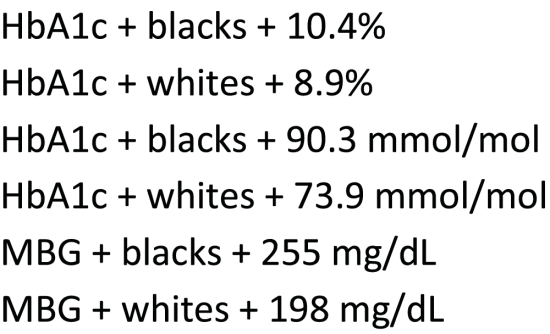 HbA1c + blacks + 10.4%
HbA1c + whites + 8.9%
HbA1c + blacks + 90.3 mmol/mol
HbA1c + whites + 73.9 mmol/mol
MBG + blacks + 255 mg/dL
MBG + whites + 198 mg/dL